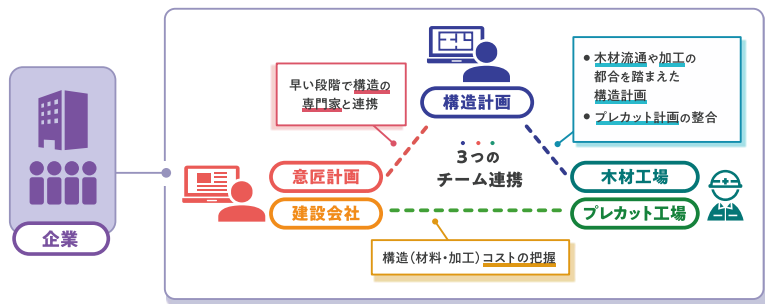 企業
早い段階で構造の
専門家と連携
構造計画
● 木材流通や加工の
都合を踏まえた
構造計画
● プレカット計画の整合
3つの
チーム連携
意匠計画
建設会社
木材工場
プレカット工場
構造（材料・加工）コストの把握